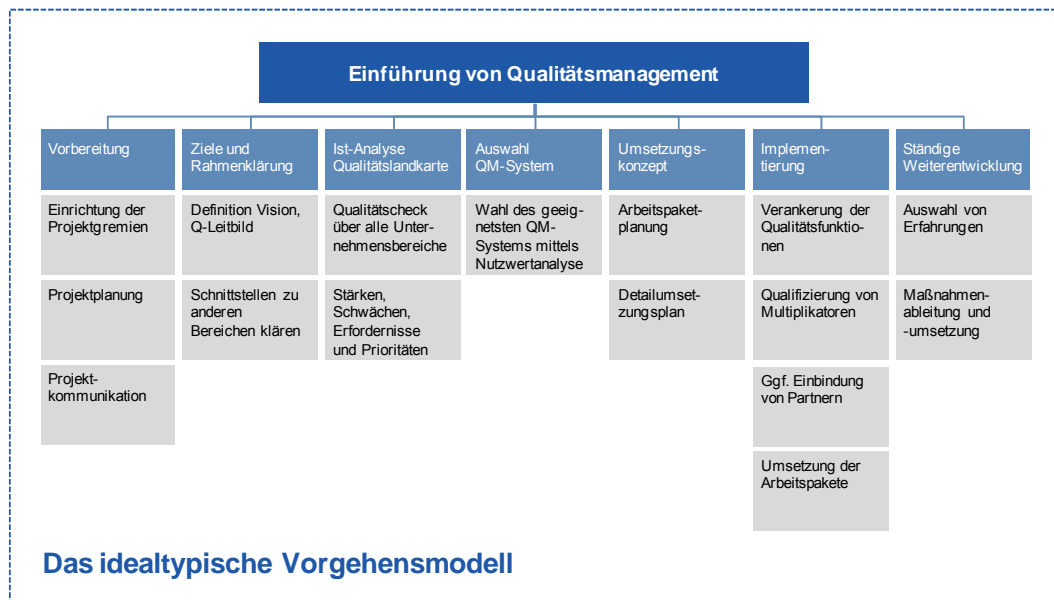 Einführung von Qualitätsmanagement
Vorbereitung
Einrichtung der
Projektgremien
Projektplanung
Projekt-
kommunikation
Ziele und
Rahmenklärung
Definition Vision,
Q-Leitbild
Schnittstellen zu
anderen
Bereichen klären
Ist-Analyse
Qualitätslandkarte
Qualitätscheck
über alle Unter-
nehmensbereiche
Stärken,
Schwächen,
Erfordernisse
und Prioritäten
Auswahl
QM-System
Wahl des geeig-
netsten QM-
Systems mittels
Nutzwertanalyse
Umsetzungs-
konzept
Arbeitspaket-
planung
Detailumset-
zungsplan
Implemen-
tierung
Verankerung der
Qualitätsfunktio-
nen
Qualifizierung von
Multiplikatoren
Ggf. Einbindung
von Partnern
Umsetzung der
Arbeitspakete
Ständige
Weiterentwicklung
Auswahl von
Erfahrungen
Maßnahmen-
ableitung und
-umsetzung
Das idealtypische Vorgehensmodell